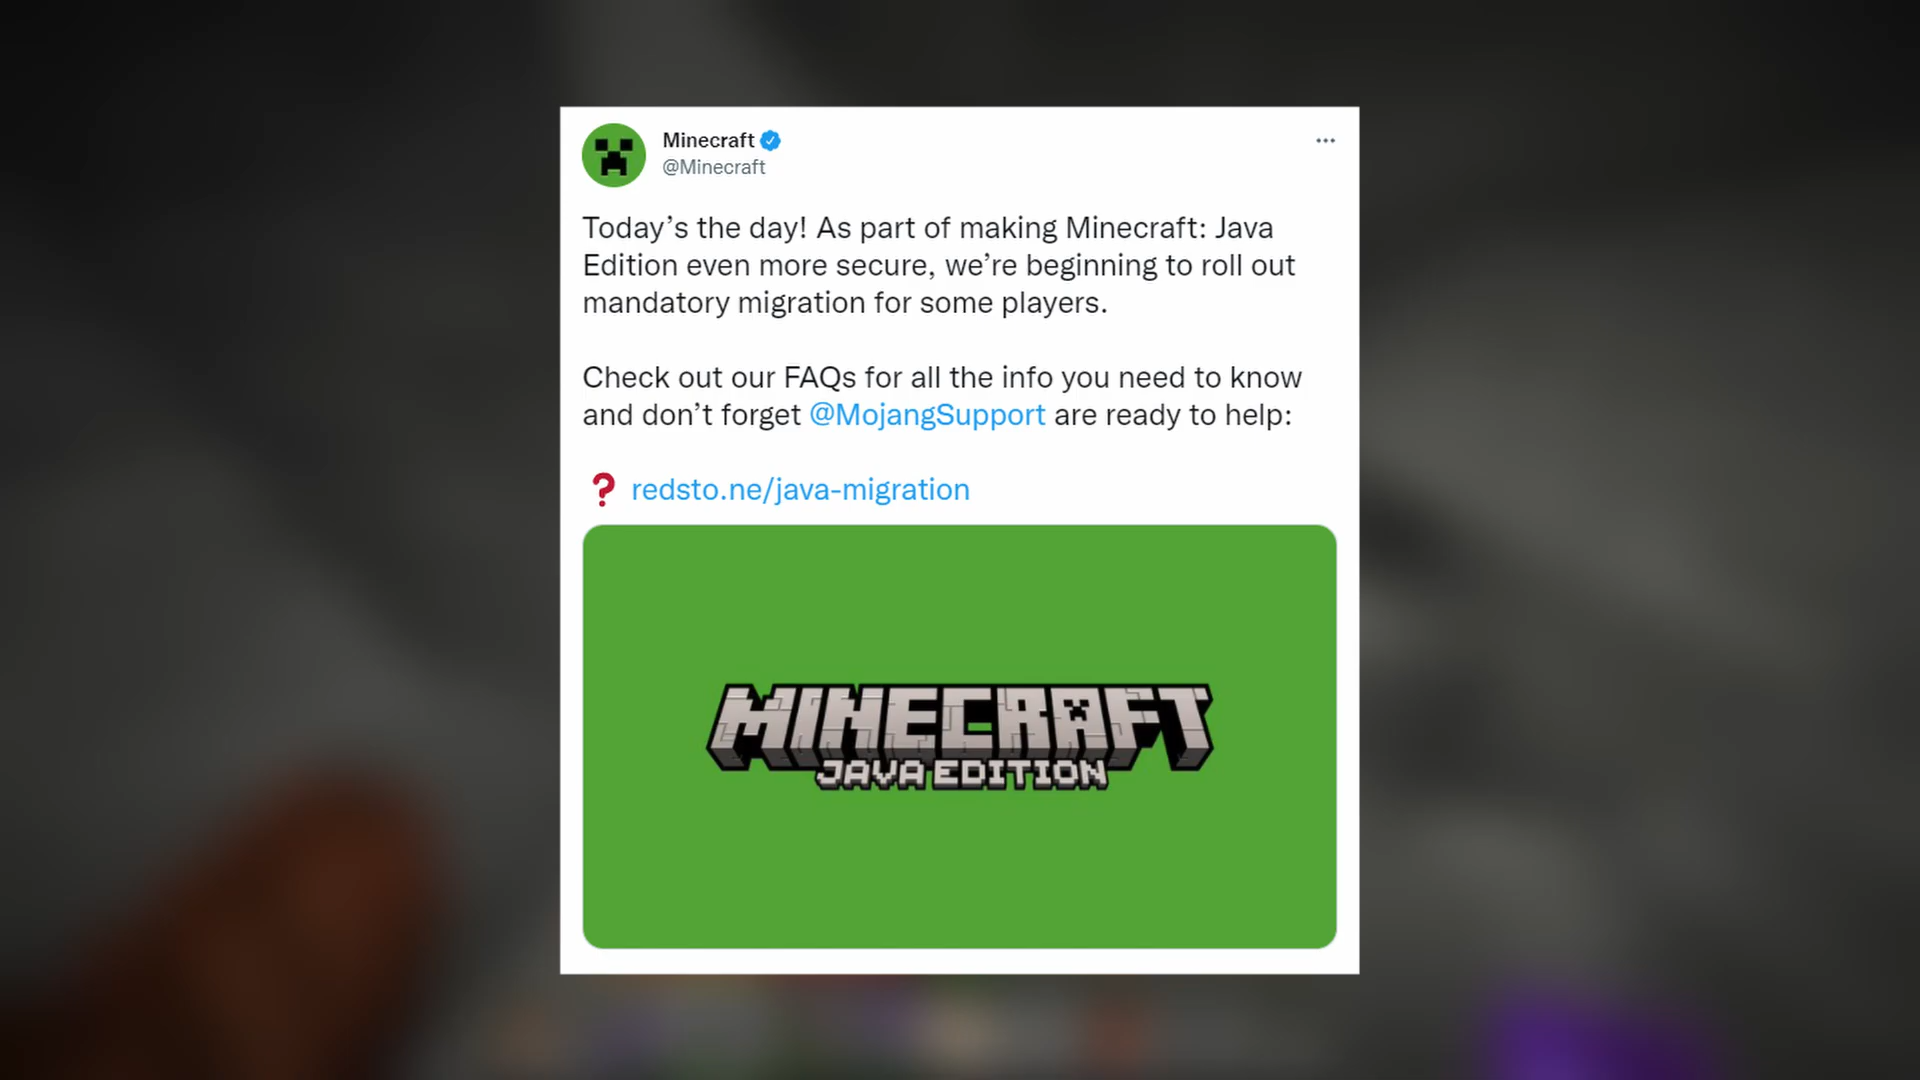 Minecraft
@Minecraft
Today’s the day! As part of making Minecraft: Java
Edition even more secure, we’re beginning to roll out
mandatory migration for some players.
Check out our FAQs for all the info you need to know
and don’t forget @MojangSupport are ready to help:
❓ redsto.ne/java-migration
MINECRAFT
JAVA EDITION